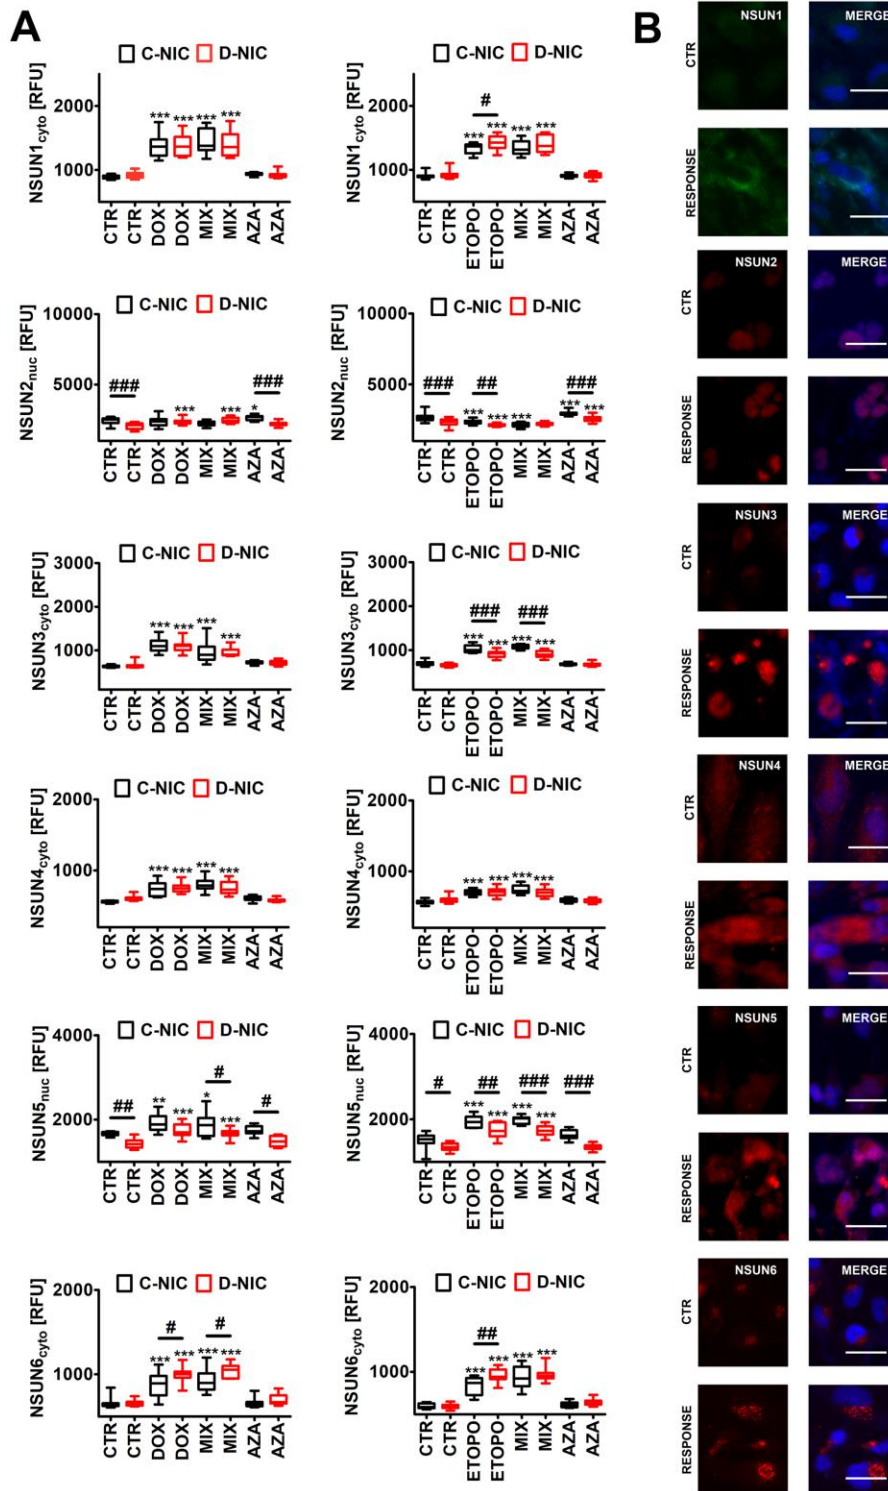 A
C-NIC D-NIC
NSUN1cyto [RFU]
2000
1000
*** *** *** ***
CTR CTR DOX DOX MIX MIX AZA AZA
C-NIC D-NIC
NSUN1cyto [RFU]
2000
1000
#
*** *** *** ***
CTR CTR ETOPO ETOPO MIX MIX AZA AZA
C-NIC D-NIC
NSUN2nuc [RFU]
10000
5000
### ###
*** *** *
CTR CTR DOX DOX MIX MIX AZA AZA
C-NIC D-NIC
NSUN2nuc [RFU]
10000
5000
### ## ###
*** *** *** *** ***
CTR CTR ETOPO ETOPO MIX MIX AZA AZA
C-NIC D-NIC
NSUN3cyto [RFU]
3000
2000
1000
*** *** *** ***
CTR CTR DOX DOX MIX MIX AZA AZA
C-NIC D-NIC
NSUN3cyto [RFU]
3000
2000
1000
### ###
*** *** *** ***
CTR CTR ETOPO ETOPO MIX MIX AZA AZA
C-NIC D-NIC
NSUN4cyto [RFU]
2000
1000
*** *** *** ***
CTR CTR DOX DOX MIX MIX AZA AZA
C-NIC D-NIC
NSUN4cyto [RFU]
2000
1000
*** *** *** ***
CTR CTR ETOPO ETOPO MIX MIX AZA AZA
C-NIC D-NIC
NSUN5nuc [RFU]
4000
2000
## # #
** *** * ***
CTR CTR DOX DOX MIX MIX AZA AZA
C-NIC D-NIC
NSUN5nuc [RFU]
4000
2000
# ## ### ###
*** *** *** ***
CTR CTR ETOPO ETOPO MIX MIX AZA AZA
C-NIC D-NIC
NSUN6cyto [RFU]
2000
1000
# #
*** *** *** ***
CTR CTR DOX DOX MIX MIX AZA AZA
C-NIC D-NIC
NSUN6cyto [RFU]
2000
1000
##
*** *** *** ***
CTR CTR ETOPO ETOPO MIX MIX AZA AZA
B
NSUN1 MERGE
CTR
RESPONSE
NSUN2 MERGE
CTR
RESPONSE
NSUN3 MERGE
CTR
RESPONSE
NSUN4 MERGE
CTR
RESPONSE
NSUN5 MERGE
CTR
RESPONSE
NSUN6 MERGE
CTR
RESPONSE